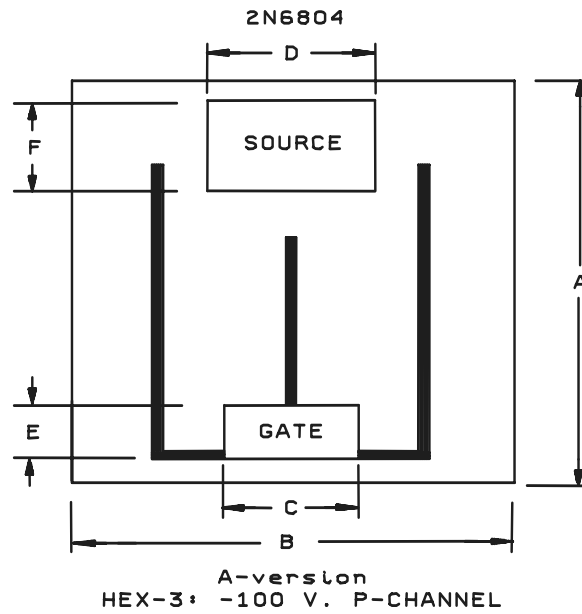 2N6804
D
F
SOURCE
A
E
GATE
C
B
A-version
HEX-3: -100 V. P-CHANNEL